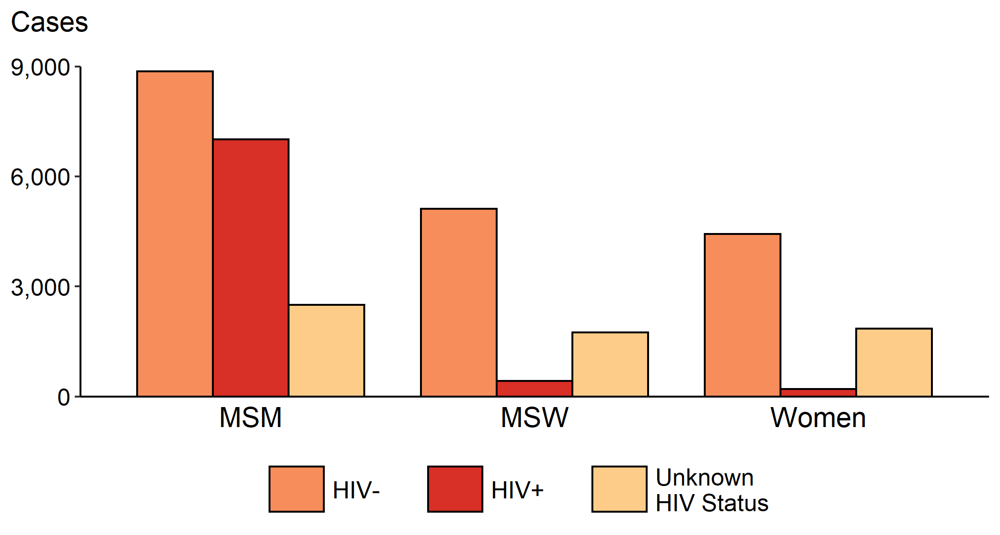 Cases
9,000
6,000
3,000
0
MSM MSW Women
HIV- HIV+ Unknown
HIV Status